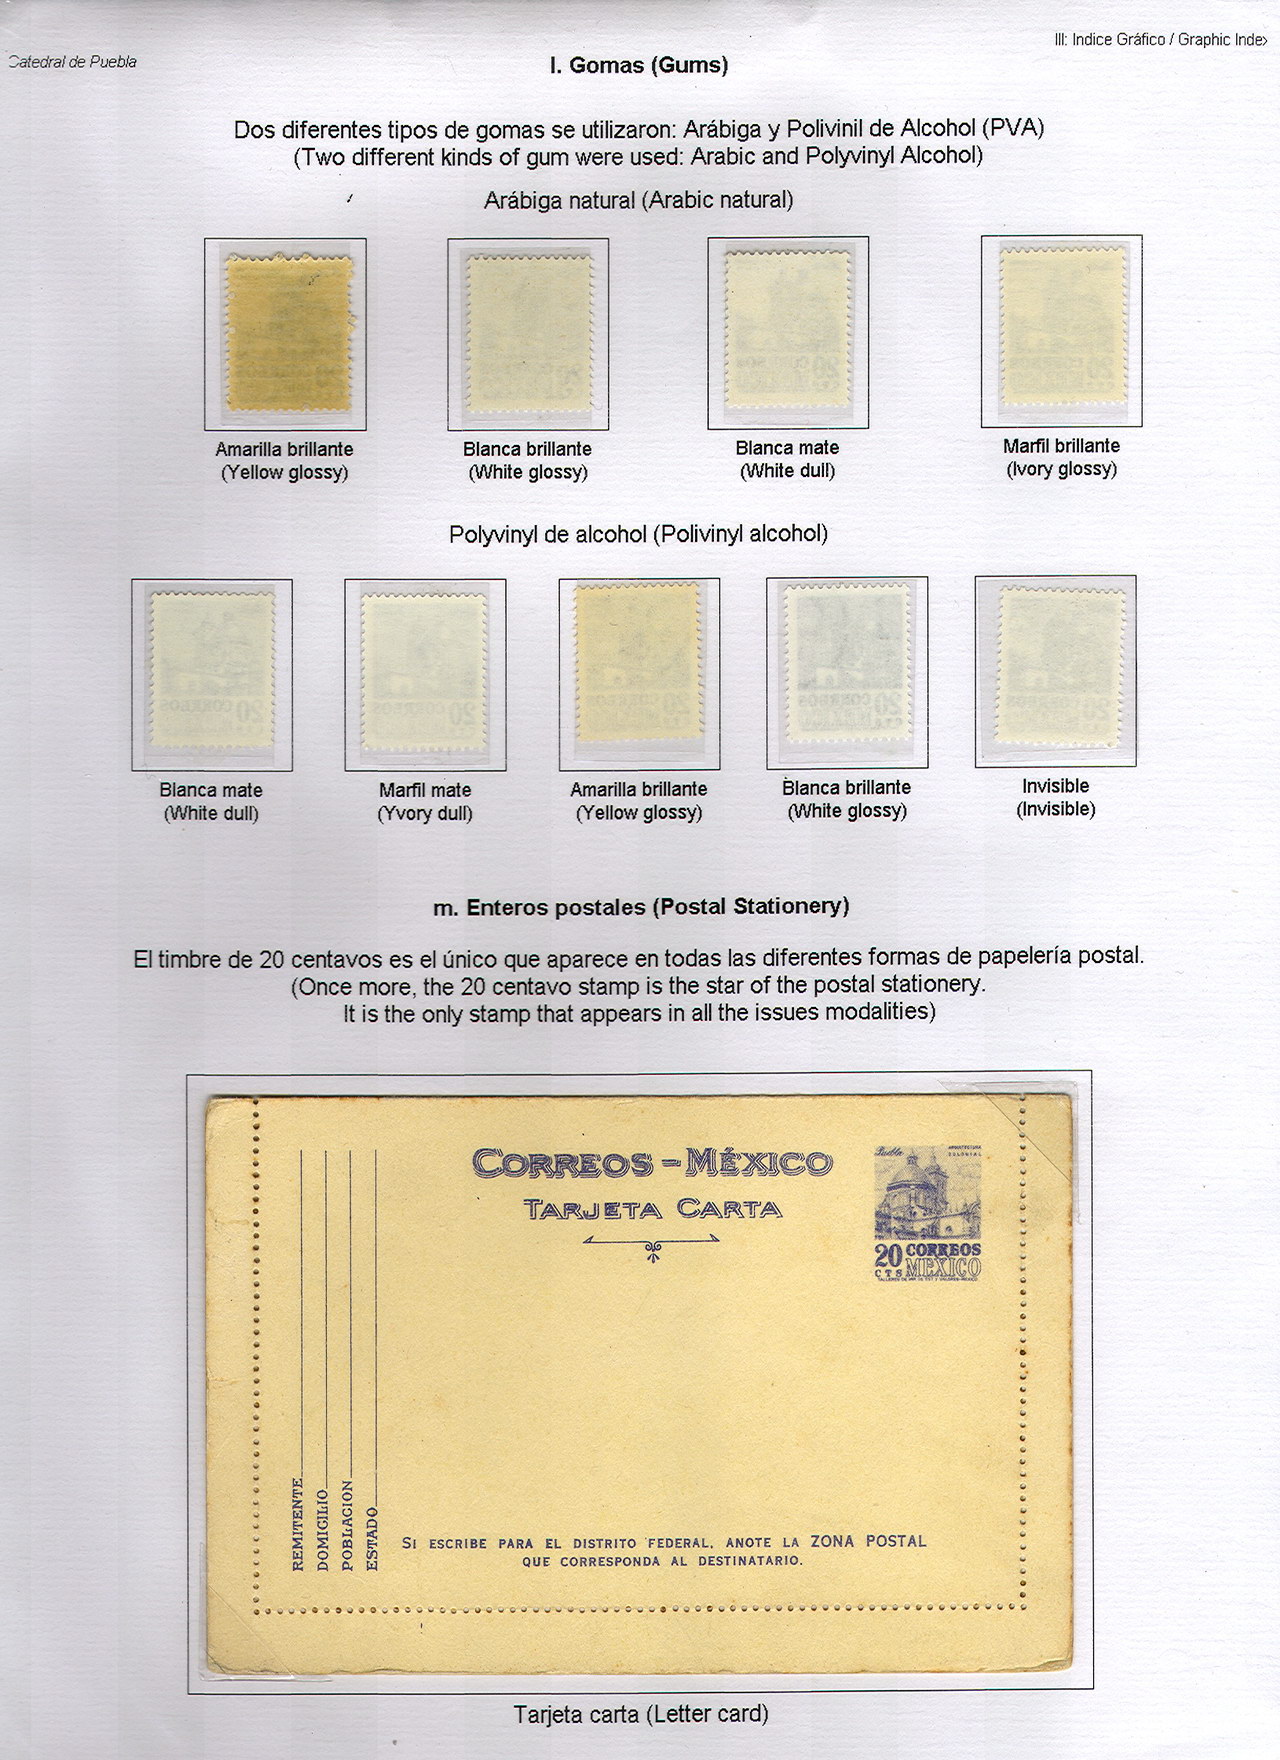 III: Indice Gráfico / Graphic Index
Catedral de Puebla
l. Gomas (Gums)
Dos diferentes tipos de gomas se utilizaron: Arábiga y Polivinil de Alcohol (PVA)
(Two different kinds of gum were used: Arabic and Polyvinyl Alcohol)
Arábiga natural (Arabic natural)
Amarilla brillante
(Yellow glossy)
Blanca brillante
(White glossy)
Blanca mate
(White dull)
Marfil brillante
(Ivory glossy)
Polyvinyl de alcohol (Polivinyl alcohol)
Blanca mate
(White dull)
Marfil mate
(Yvory dull)
Amarilla brillante
(Yellow glossy)
Blanca brillante
(White glossy)
Invisible
(Invisible)
m. Enteros postales (Postal Stationery)
El timbre de 20 centavos es el único que aparece en todas las diferentes formas de papelería postal.
(Once more, the 20 centavo stamp is the star of the postal stationery.
It is the only stamp that appears in all the issues modalities)
CORREOS - MÉXICO
TARJETA CARTA
Puebla
ARQUITECTURA
COLONIAL
20 CORREOS
CTS MEXICO
REMITENTE
DOMICILIO
POBLACION
ESTADO
SI ESCRIBE PARA EL DISTRITO FEDERAL, ANOTE LA ZONA POSTAL
QUE CORRESPONDA AL DESTINATARIO.
Tarjeta carta (Letter card)